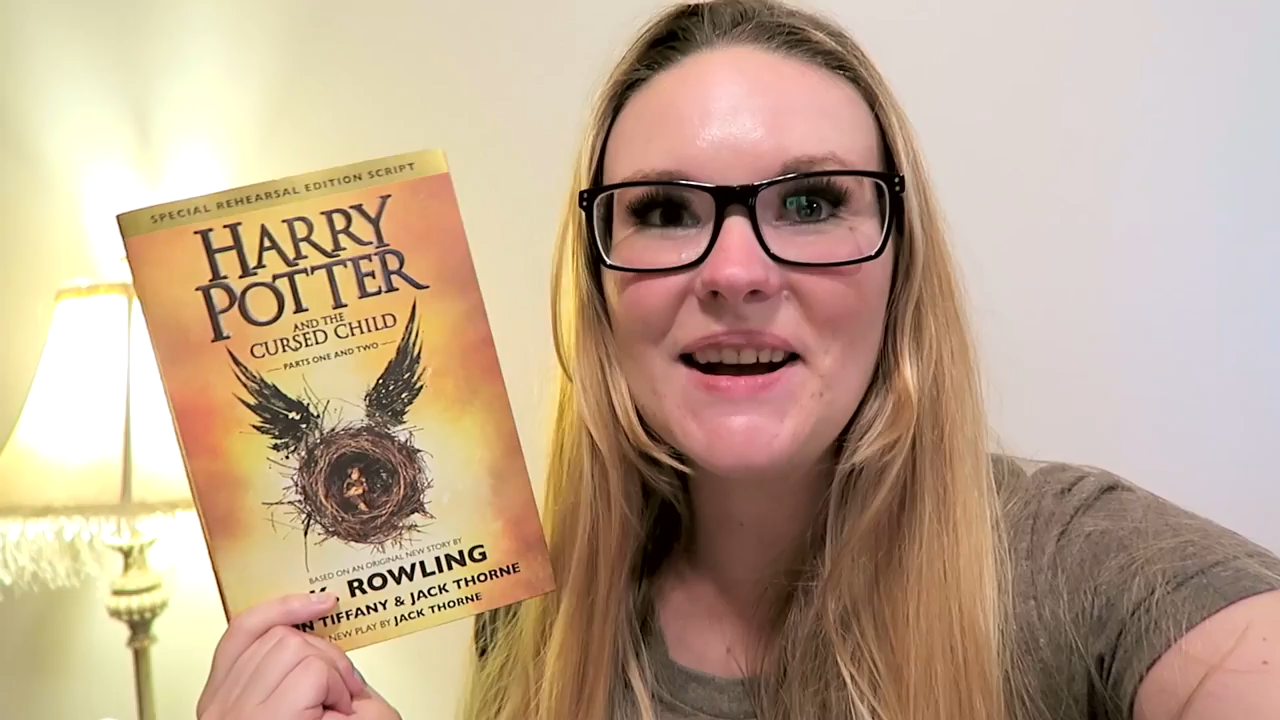 SPECIAL REHEARSAL EDITION SCRIPT
HARRY
POTTER
AND THE
CURSED CHILD
PARTS ONE AND TWO
BASED ON AN ORIGINAL NEW STORY BY
K. ROWLING
TIFFANY & JACK THORNE
NEW PLAY BY JACK THORNE